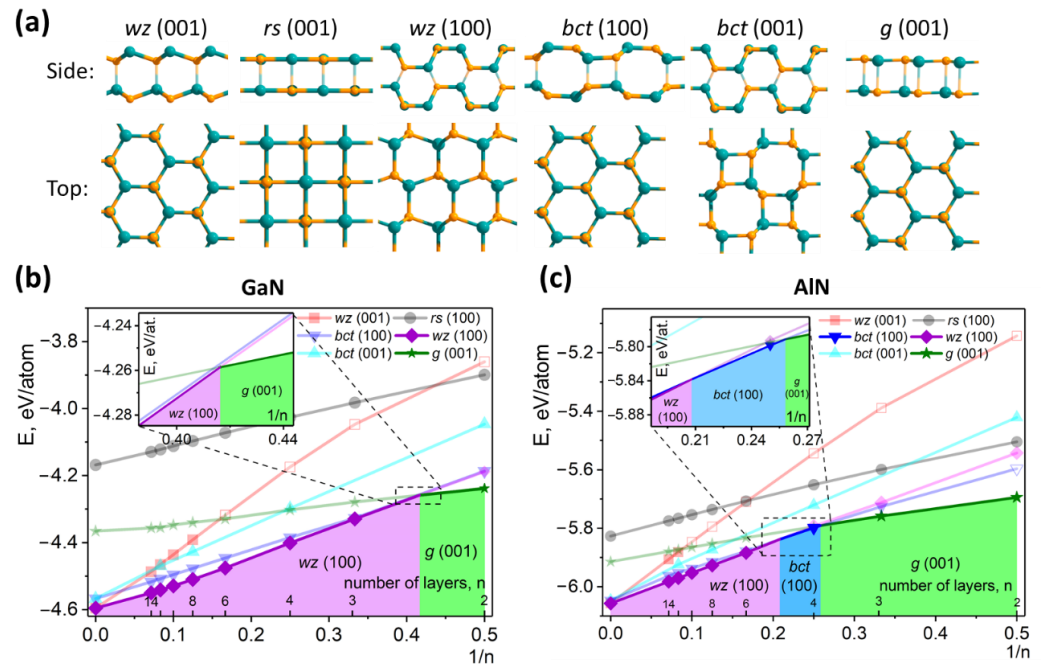 (a)
wz (001) rs (001) wz (100) bct (100) bct (001) g (001)
Side:
Top:
(b)
GaN
E, eV/atom
−3.8
−4.0
−4.2
−4.4
−4.6
wz (001) rs (100)
bct (100) wz (100)
bct (001) g (001)
E, eV/at.
−4.24
−4.26
−4.28
wz (100)
g (001)
1/n
0.40 0.44
wz (100)
g (001)
number of layers, n
14 8 6 4 3 2
0.0 0.1 0.2 0.3 0.4 0.5
1/n
(c)
AlN
E, eV/atom
−5.2
−5.4
−5.6
−5.8
−6.0
wz (001) rs (100)
bct (100) wz (100)
bct (001) g (001)
E, eV/at.
−5.80
−5.84
−5.88
wz
(100)
bct (100)
g
(001)
1/n
0.21 0.27
wz (100)
bct
(100)
g (001)
number of layers, n
14 8 6 4 3 2
0.0 0.1 0.2 0.3 0.4 0.5
1/n